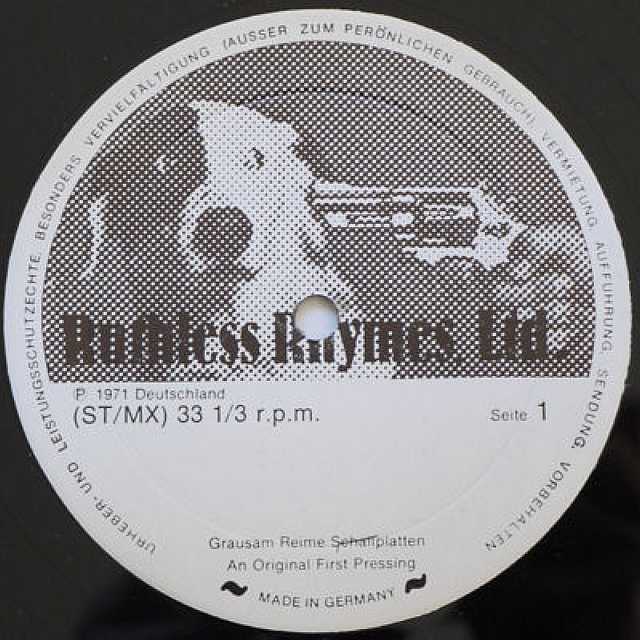 URHEBER- UND LEISTUNGSSCHUTZECHTE, BESONDERS VERVIELFÄLTIGUNG (AUSSER ZUM PERÖNLICHEN GEBRAUCH) VERMIETUNG, AUFFÜHRUNG, SENDUNG, VORBEHALTEN
Ruthless Rhymes Ltd.
P. 1971 Deutschland
(ST/MX) 33 1/3 r.p.m.
Seite 1
Grausam Reime Schallplatten
An Original First Pressing
~ MADE IN GERMANY ~